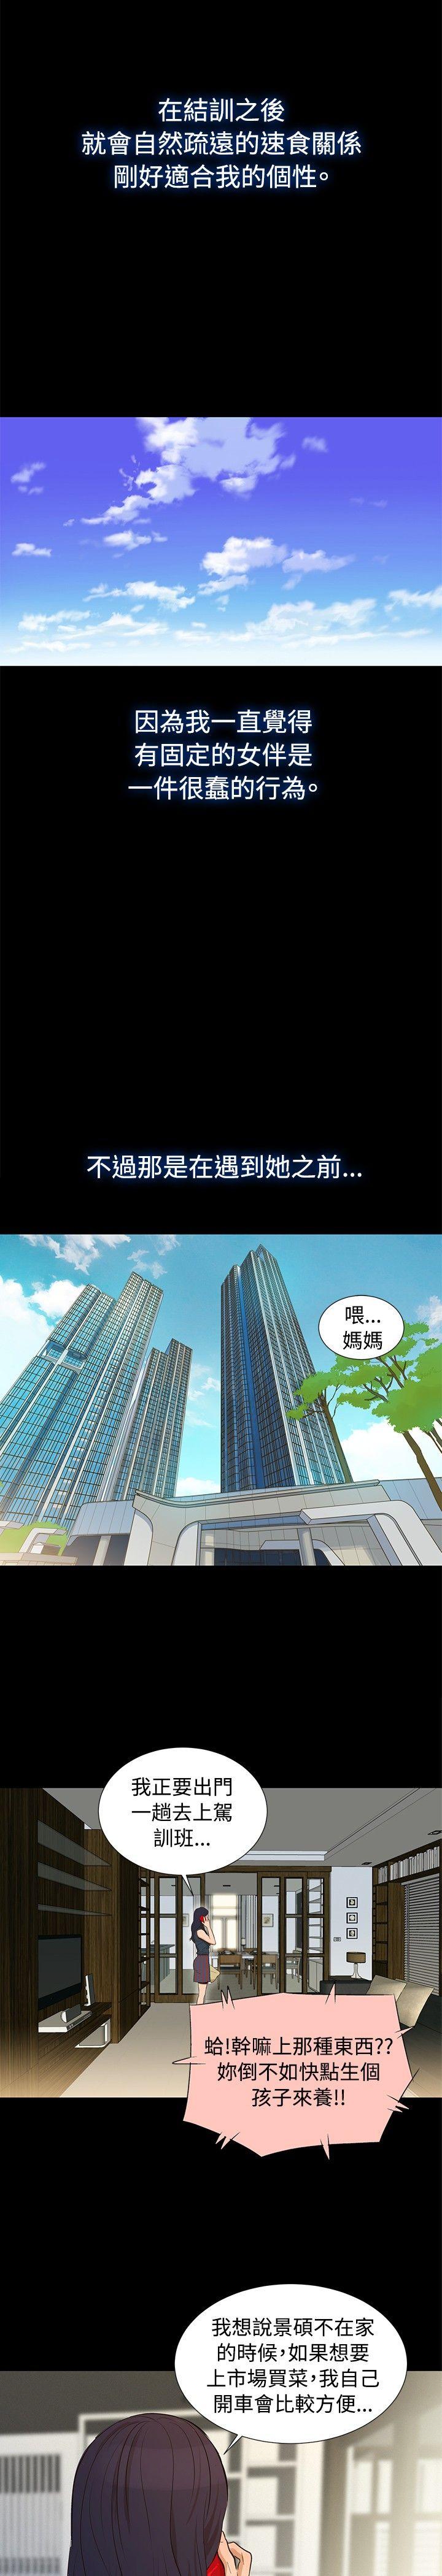 在結訓之後
就會自然疏遠的速食關係
剛好適合我的個性。
因為我一直覺得
有固定的女伴是
一件很蠢的行為。
不過那是在遇到她之前...
喂...
媽媽
我正要出門
一趟去上駕
訓班...
蛤!幹嘛上那種東西??
妳倒不如快點生個
孩子來養!!
我想說景碩不在家
的時候,如果想要
上市場買菜,我自己
開車會比較方便...